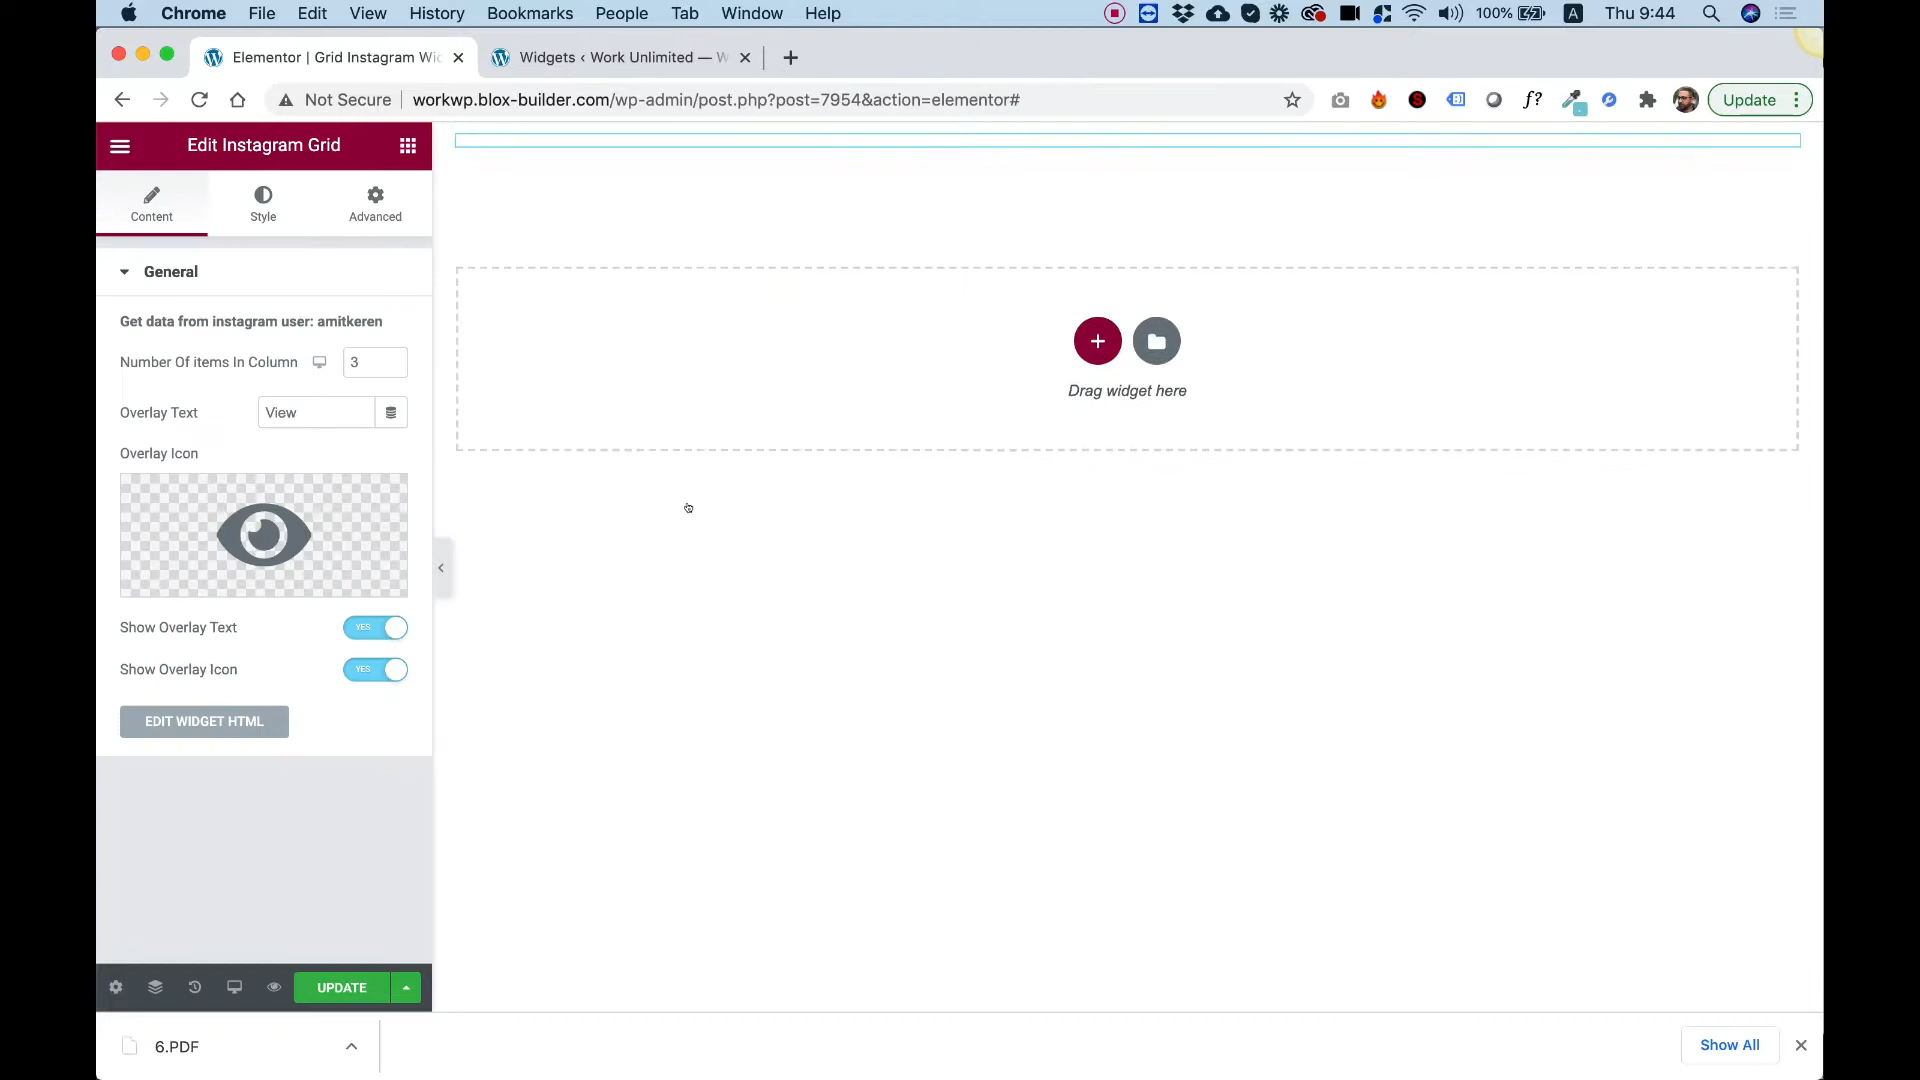 Chrome File Edit View History Bookmarks People Tab Window Help 100% A Thu 9:44
Elementor | Grid Instagram Wi
Widgets ‹ Work Unlimited — W
Not Secure workwp.blox-builder.com/wp-admin/post.php?post=7954&action=elementor# f? Update
Edit Instagram Grid
Content Style Advanced
General
Get data from instagram user: amitkeren
Number Of items In Column 3
Overlay Text View
Overlay Icon
Show Overlay Text YES
Show Overlay Icon YES
EDIT WIDGET HTML
Drag widget here
UPDATE
6.PDF
Show All